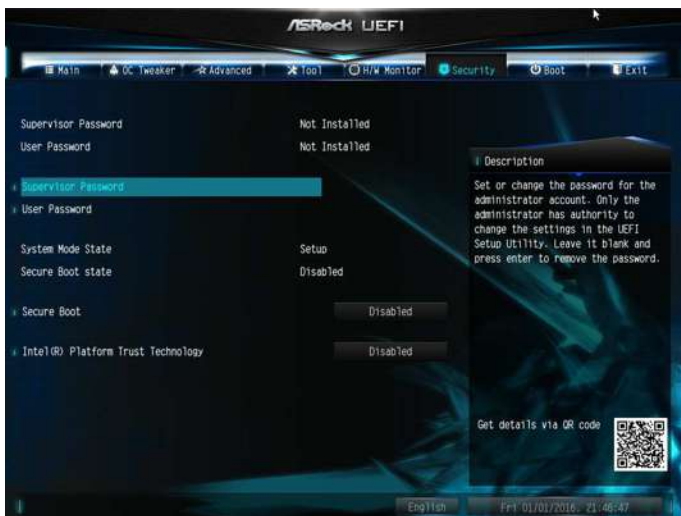 ASRock UEFI
Main OC Tweaker Advanced Tool H/W Monitor Security Boot Exit
Supervisor Password Not Installed
User Password Not Installed
Supervisor Password
User Password
System Mode State Setup
Secure Boot state Disabled
Secure Boot Disabled
Intel(R) Platform Trust Technology Disabled
Description
Set or change the password for the
administrator account. Only the
administrator has authority to
change the settings in the UEFI
Setup Utility. Leave it blank and
press enter to remove the password.
Get details via QR code
English Fri 01/01/2016, 21:46:47